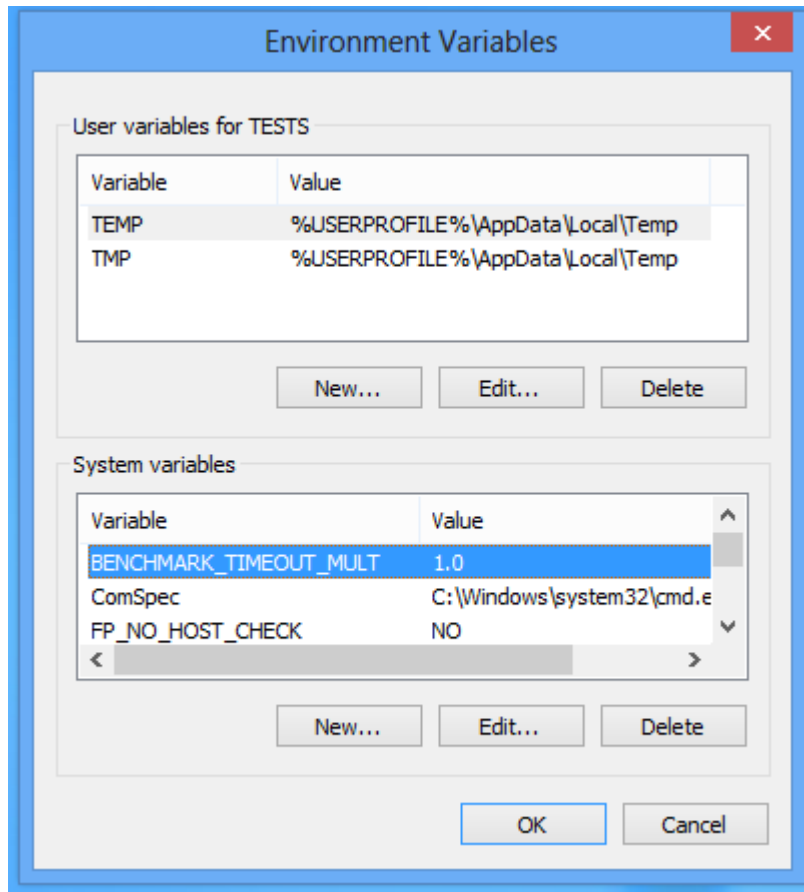 Environment Variables
User variables for TESTS
Variable Value
TEMP %USERPROFILE%\AppData\Local\Temp
TMP %USERPROFILE%\AppData\Local\Temp
New... Edit... Delete
System variables
Variable Value
BENCHMARK_TIMEOUT_MULT 1.0
ComSpec C:\Windows\system32\cmd.e
FP_NO_HOST_CHECK NO
New... Edit... Delete
OK Cancel